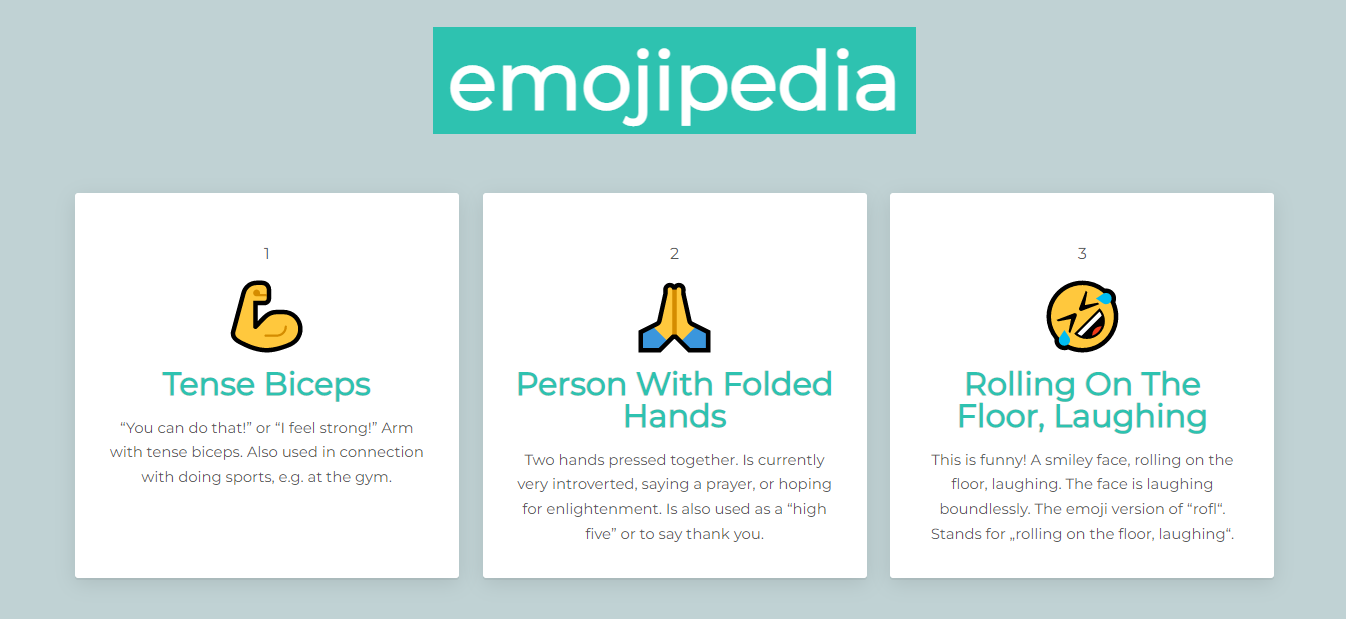 emojipedia
1
Tense Biceps
“You can do that!” or “I feel strong!” Arm
with tense biceps. Also used in connection
with doing sports, e.g. at the gym.
2
Person With Folded
Hands
Two hands pressed together. Is currently
very introverted, saying a prayer, or hoping
for enlightenment. Is also used as a “high
five” or to say thank you.
3
Rolling On The
Floor, Laughing
This is funny! A smiley face, rolling on the
floor, laughing. The face is laughing
boundlessly. The emoji version of “rofl“.
Stands for „rolling on the floor, laughing“.